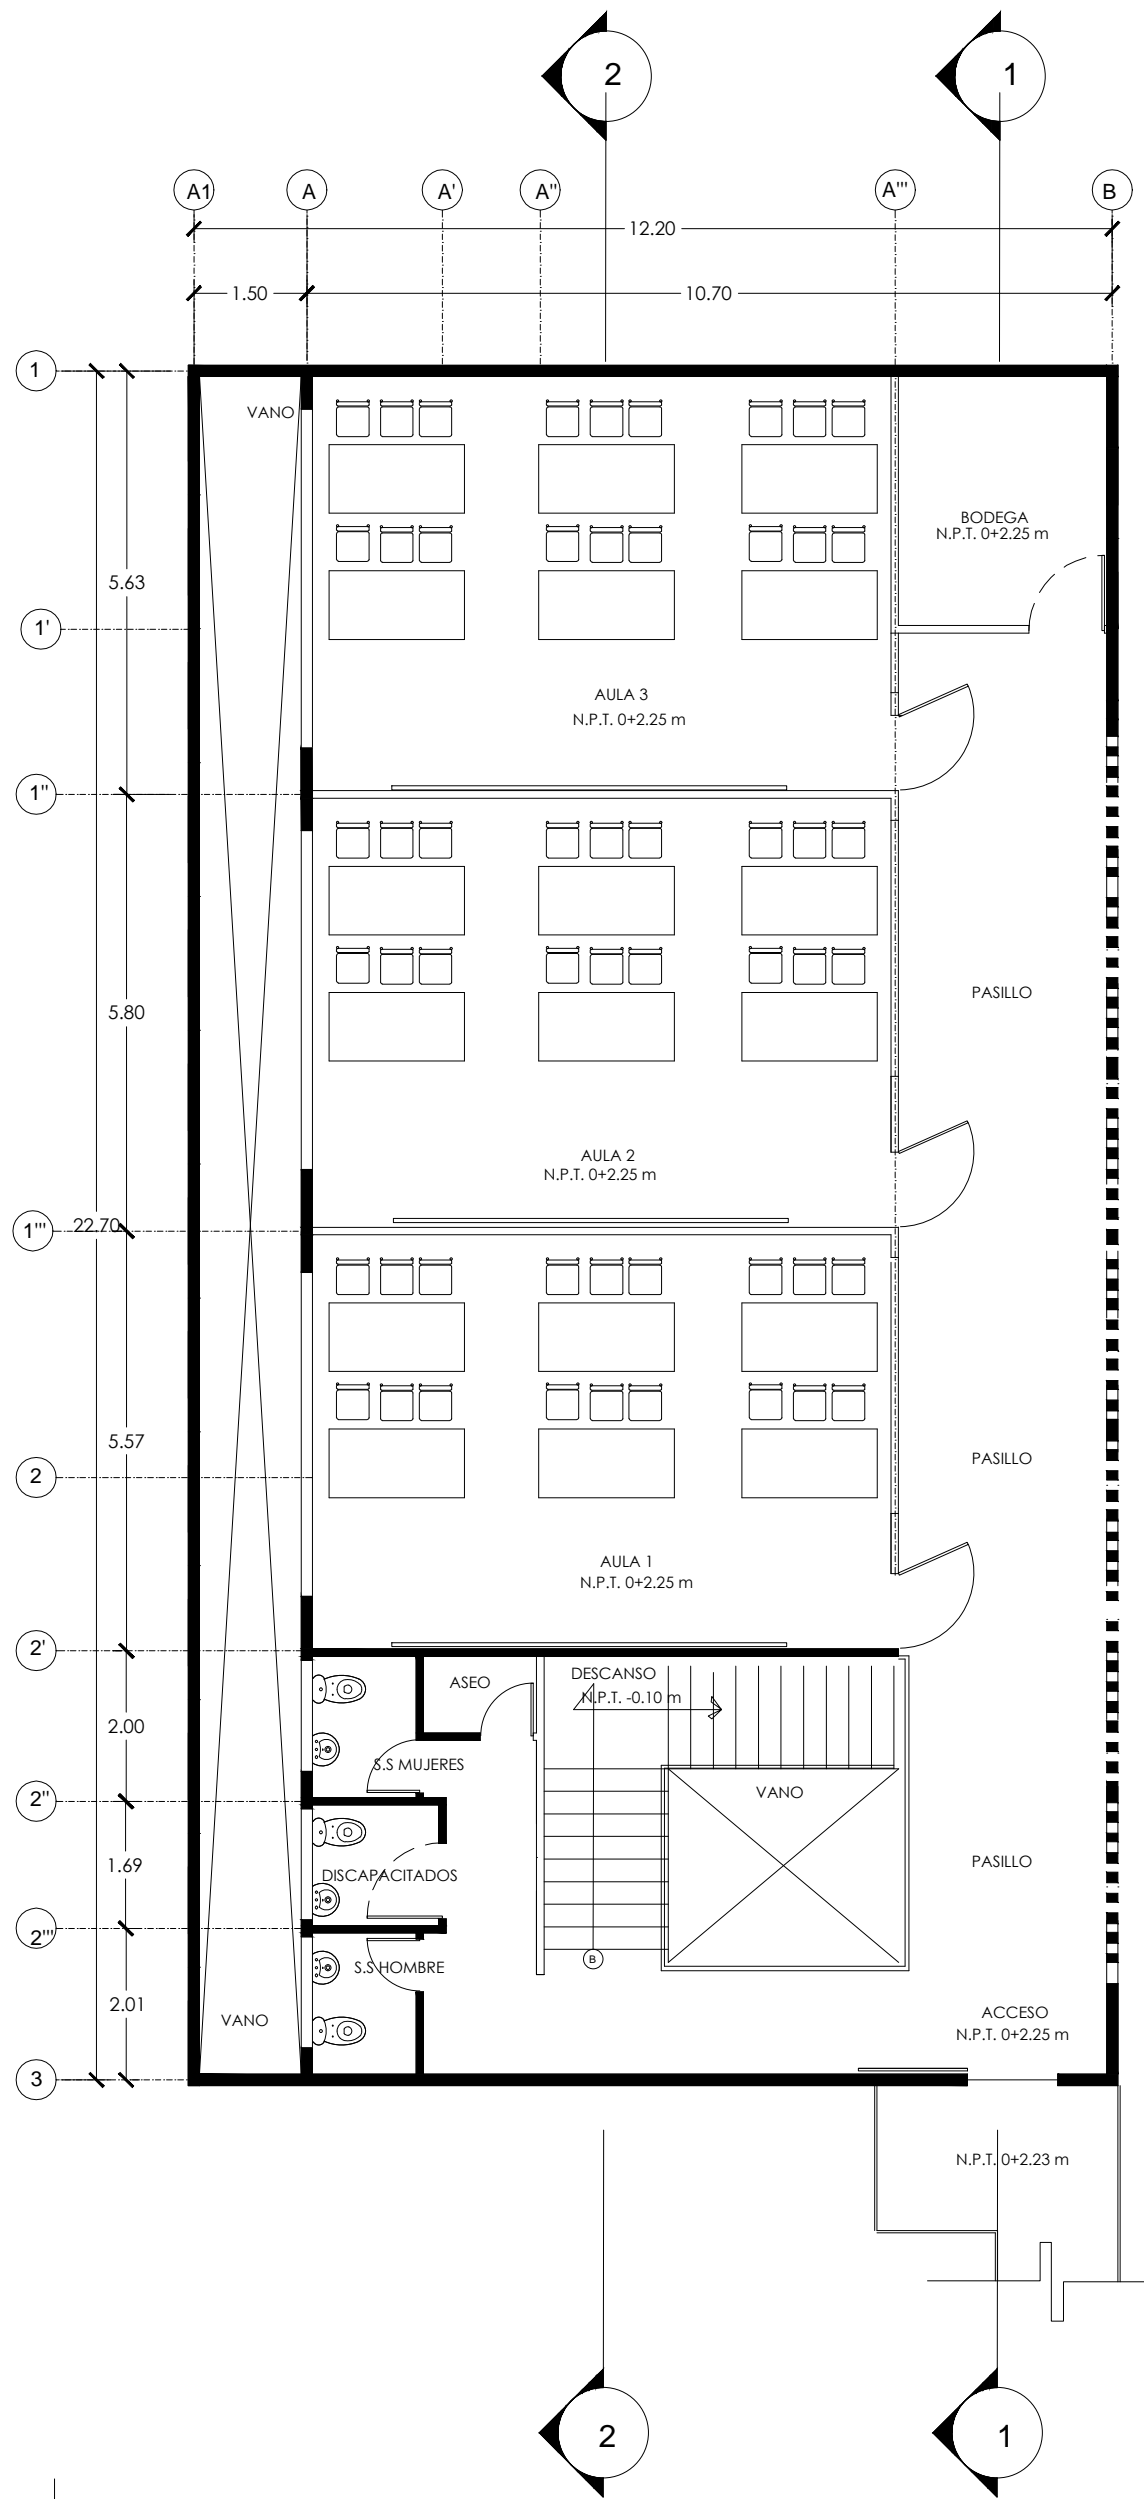 2
1
A1
A
A'
A''
A'''
B
12.20
1.50
10.70
1
VANO
BODEGA
N.P.T. 0+2.25 m
5.63
1'
AULA 3
N.P.T. 0+2.25 m
1''
5.80
PASILLO
AULA 2
N.P.T. 0+2.25 m
1'''
22.70
5.57
PASILLO
2
AULA 1
N.P.T. 0+2.25 m
2'
ASEO
DESCANSO
N.P.T. -0.10 m
2.00
S.S MUJERES
2''
VANO
1.69
DISCAPACITADOS
PASILLO
2'''
B
S.S HOMBRE
2.01
VANO
ACCESO
N.P.T. 0+2.25 m
3
N.P.T. 0+2.23 m
2
1